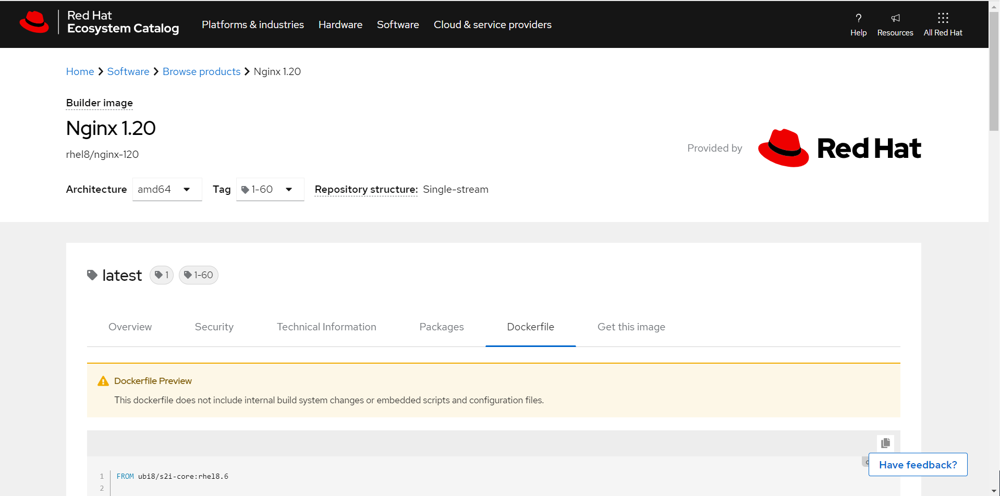 Red Hat
Ecosystem Catalog
Platforms & industries
Hardware
Software
Cloud & service providers
?
Help
Resources
All Red Hat
Home
Software
Browse products
Nginx 1.20
Builder image
Nginx 1.20
rhel8/nginx-120
Provided by
Red Hat
Architecture
amd64
Tag
1-60
Repository structure:
Single-stream
latest
1
1-60
Overview
Security
Technical Information
Packages
Dockerfile
Get this image
Dockerfile Preview
This dockerfile does not include internal build system changes or embedded scripts and configuration files.
Have feedback?
1 FROM ubi8/s2i-core:rhel8.6
2